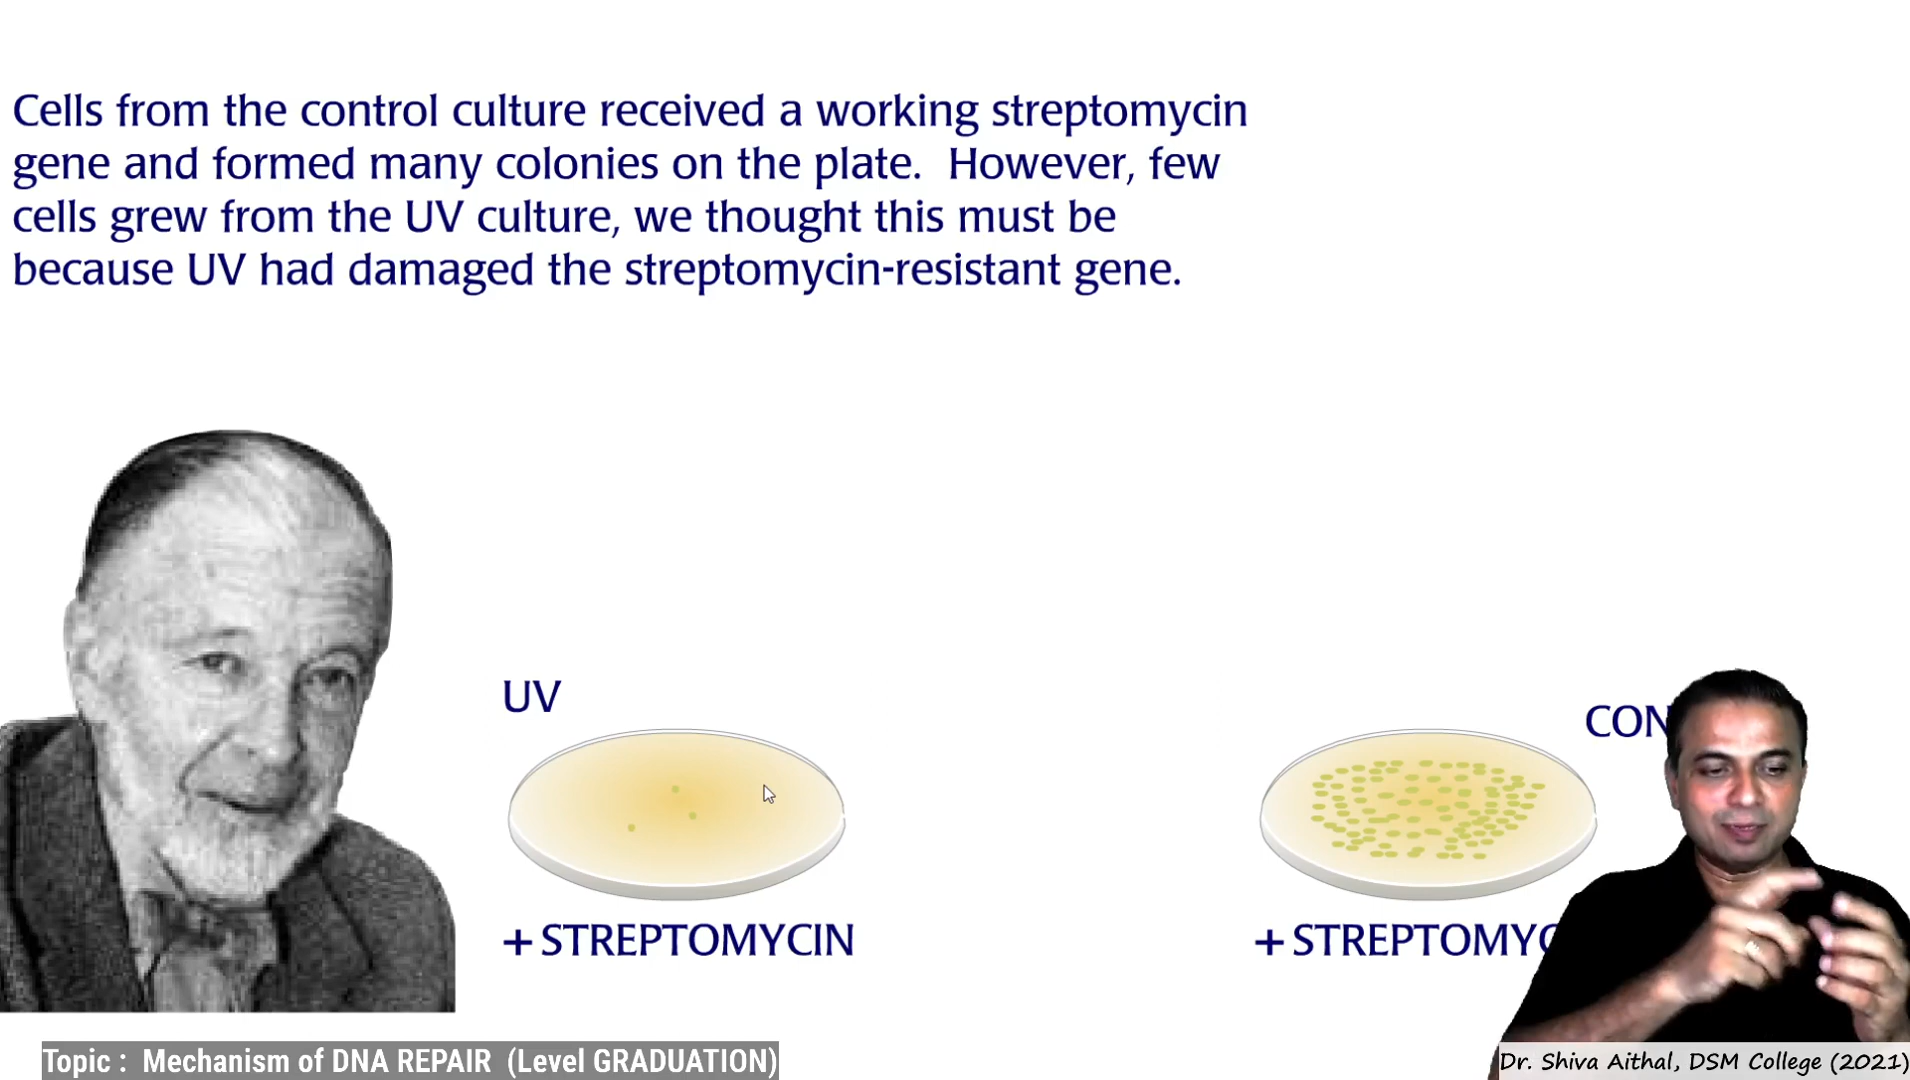 Cells from the control culture received a working streptomycin
gene and formed many colonies on the plate.  However, few
cells grew from the UV culture, we thought this must be
because UV had damaged the streptomycin-resistant gene.
UV
CON
+ STREPTOMYCIN
+ STREPTOMYC
Topic :  Mechanism of DNA REPAIR  (Level GRADUATION)
Dr. Shiva Aithal, DSM College (2021)